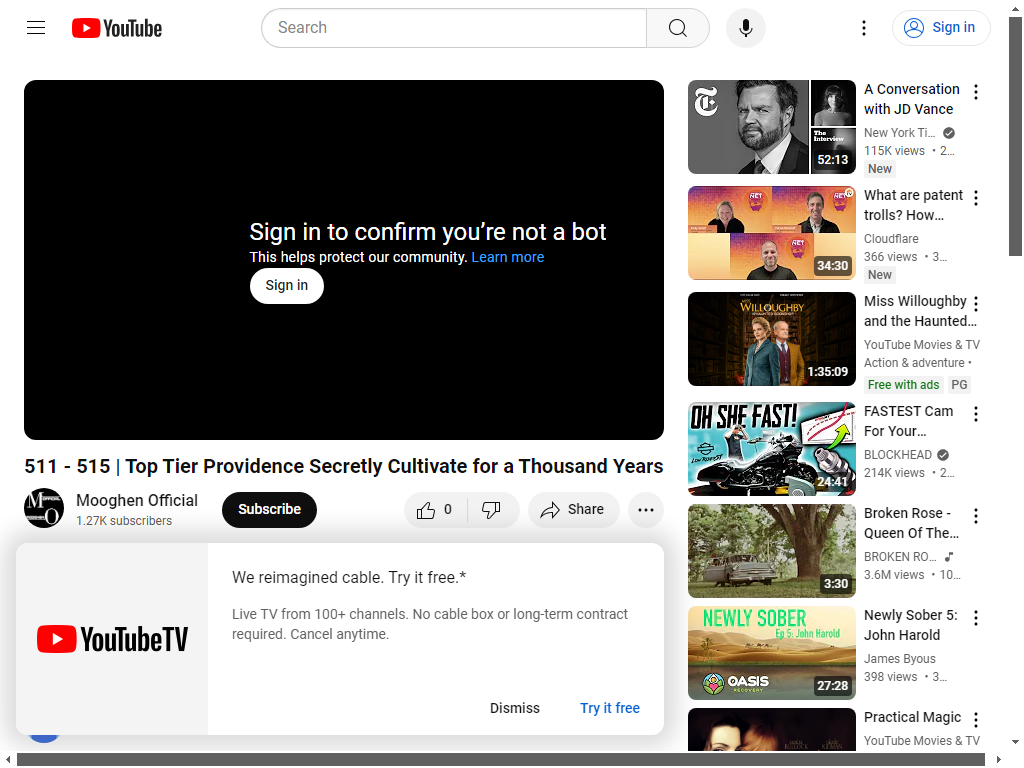 YouTube
Search
Sign in
Sign in to confirm you’re not a bot
This helps protect our community. Learn more
Sign in
511 - 515 | Top Tier Providence Secretly Cultivate for a Thousand Years
Mooghen Official
1.27K subscribers
Subscribe
0
Share
YouTubeTV
We reimagined cable. Try it free.*
Live TV from 100+ channels. No cable box or long-term contract
required. Cancel anytime.
Dismiss
Try it free
The
Interview
52:13
A Conversation
with JD Vance
New York Ti…
115K views • 2…
New
NET
NET
NET
34:30
What are patent
trolls? How…
Cloudflare
366 views • 3…
New
WILLOUGHBY
1:35:09
Miss Willoughby
and the Haunted…
YouTube Movies & TV
Action & adventure •
Free with ads
PG
OH SHE FAST!
24:41
FASTEST Cam
For Your…
BLOCKHEAD
214K views • 2…
3:30
Broken Rose -
Queen Of The…
BROKEN RO…
3.6M views • 10…
NEWLY SOBER
Ep 5: John Harold
OASIS
RECOVERY
27:28
Newly Sober 5:
John Harold
James Byous
398 views • 3…
Practical Magic
YouTube Movies & TV